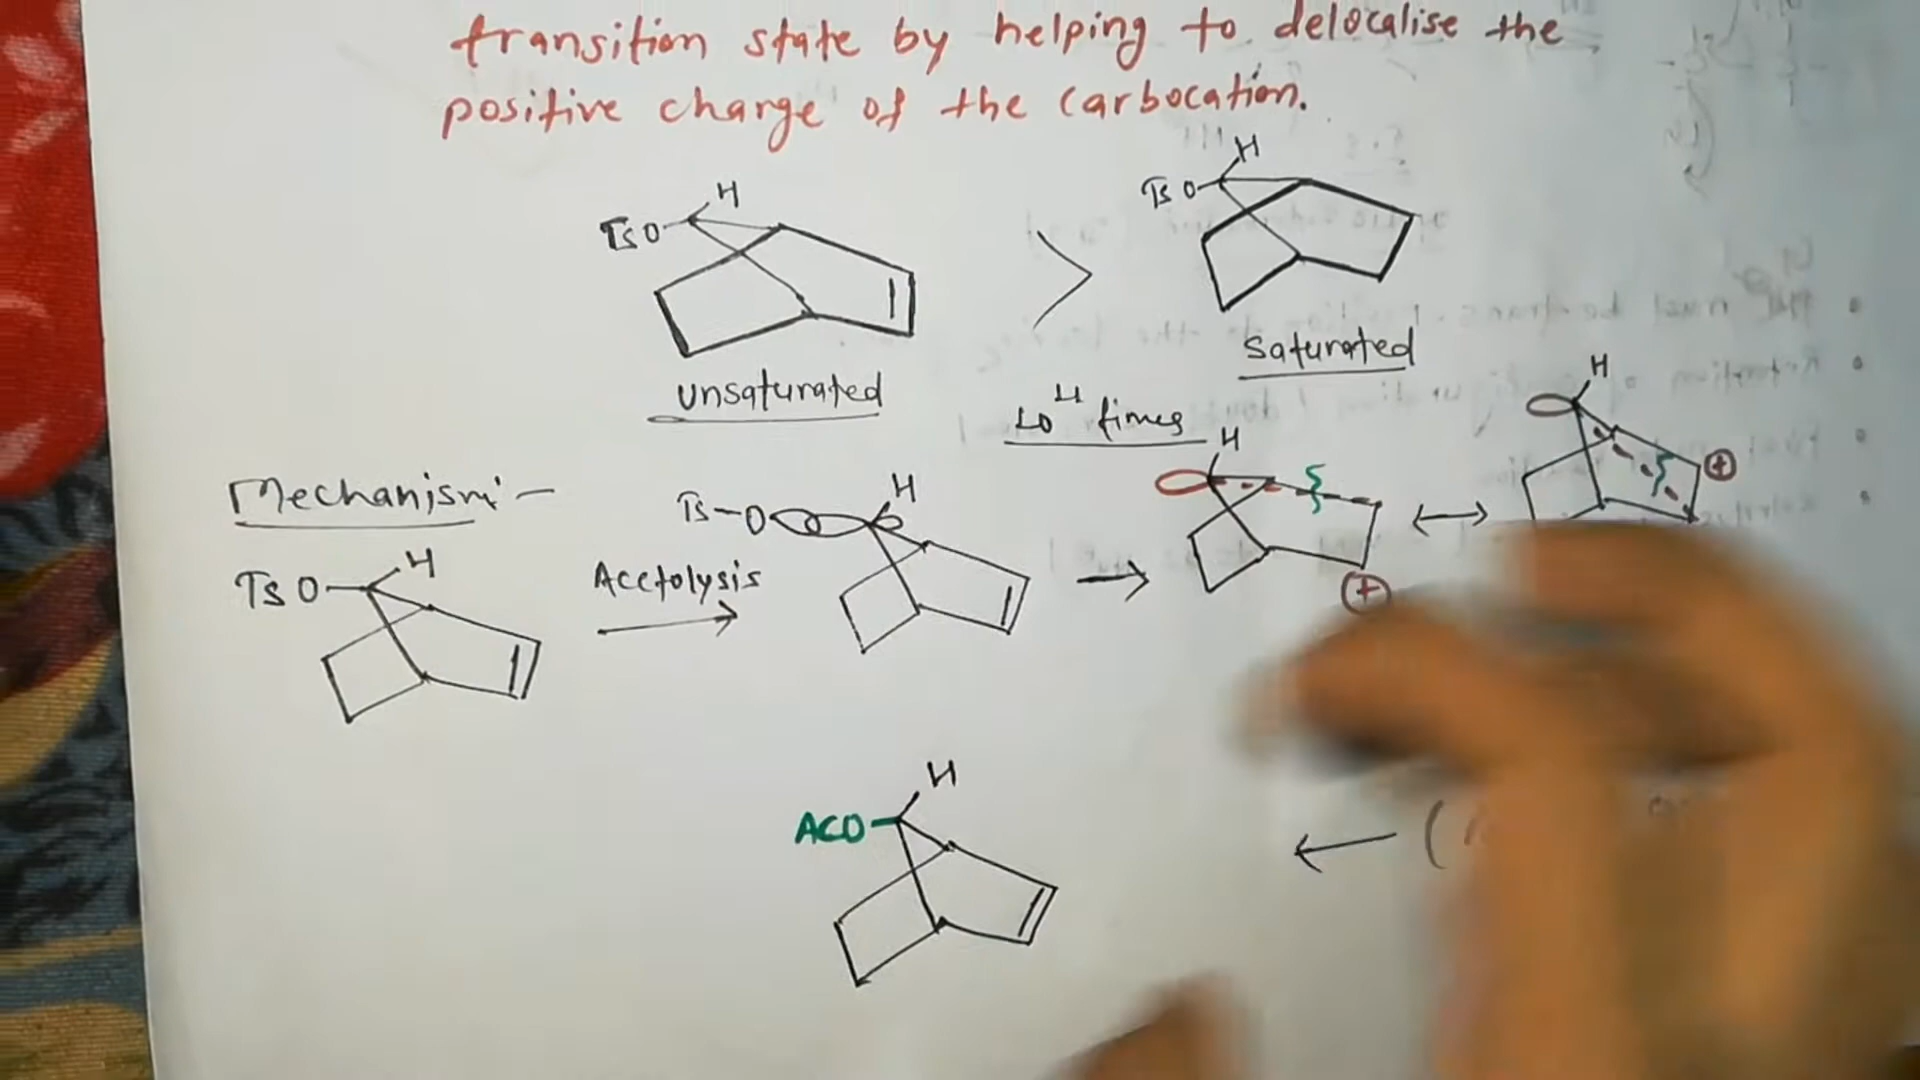 transition state by helping to delocalise the
positive charge of the carbocation.
H
TsO
H
TsO
unsaturated
Saturated
10¹¹ times
Mechanism:-
TsO
H
Acetolysis
Ts-O
H
H
+
H
+
ACO
H